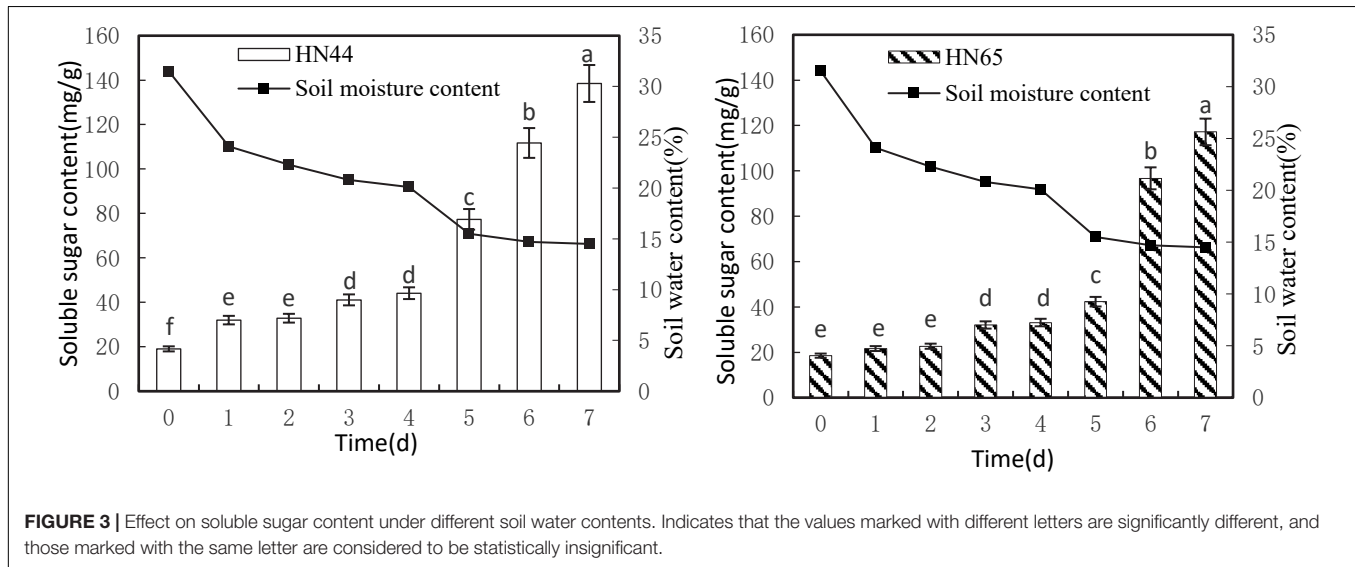 160
140
120
100
80
60
40
20
0
Soluble sugar content(mg/g)
HN44
Soil moisture content
f
e
e
d
d
c
b
a
35
30
25
20
15
10
5
0
Soil water content(%)
0 1 2 3 4 5 6 7
Time(d)
160
140
120
100
80
60
40
20
0
Soluble sugar content(mg/g)
HN65
Soil moisture content
e
e
e
d
d
c
b
a
35
30
25
20
15
10
5
0
Soil water content(%)
0 1 2 3 4 5 6 7
Time(d)
FIGURE 3 | Effect on soluble sugar content under different soil water contents. Indicates that the values marked with different letters are significantly different, and
those marked with the same letter are considered to be statistically insignificant.